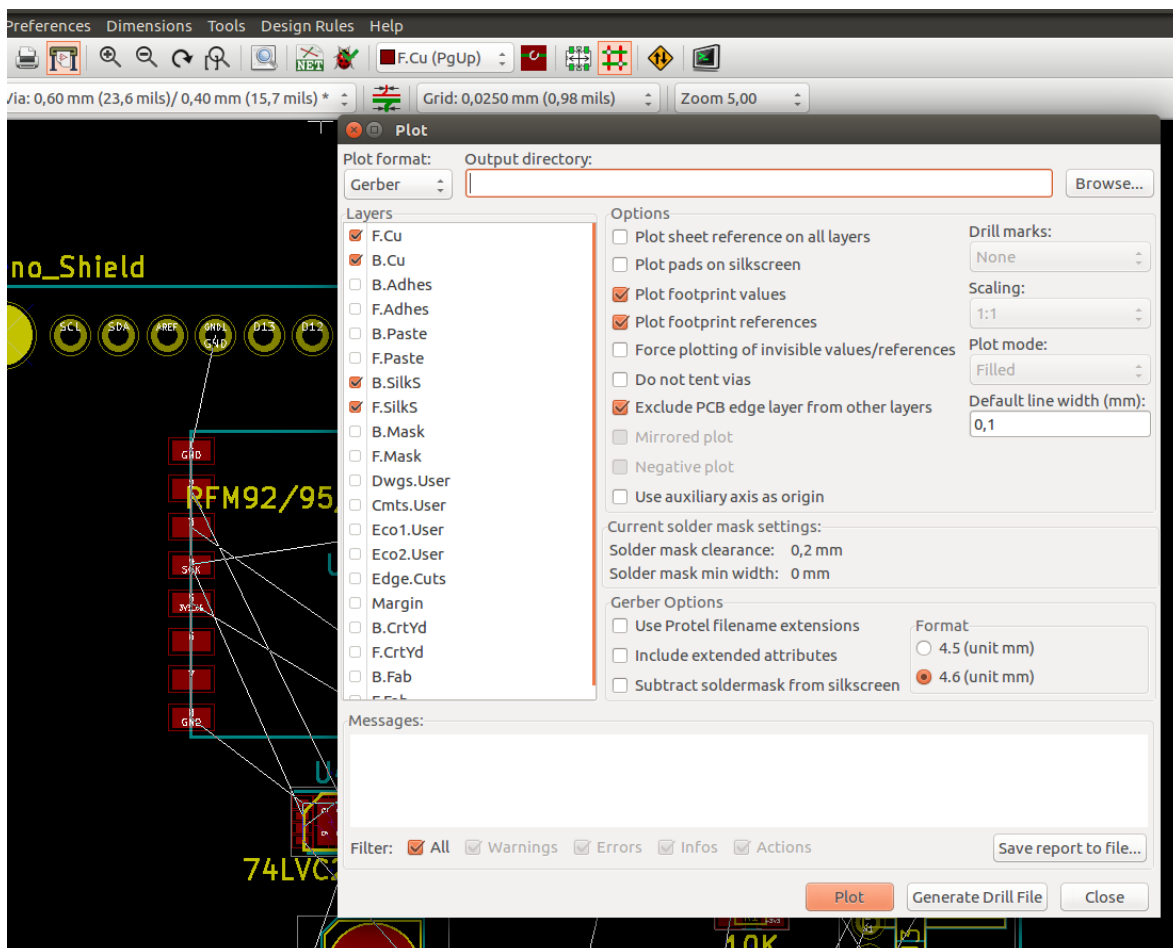 Preferences Dimensions Tools Design Rules Help
NET F.Cu (PgUp)
Via: 0,60 mm (23,6 mils)/ 0,40 mm (15,7 mils) * Grid: 0,0250 mm (0,98 mils) Zoom 5,00
Plot
Plot format: Output directory:
Gerber Browse...
Layers
F.Cu
B.Cu
B.Adhes
F.Adhes
B.Paste
F.Paste
B.SilkS
F.SilkS
B.Mask
F.Mask
Dwgs.User
Cmts.User
Eco1.User
Eco2.User
Edge.Cuts
Margin
B.CrtYd
F.CrtYd
B.Fab
F.Fab
Options
Plot sheet reference on all layers
Plot pads on silkscreen
Plot footprint values
Plot footprint references
Force plotting of invisible values/references
Do not tent vias
Exclude PCB edge layer from other layers
Mirrored plot
Negative plot
Use auxiliary axis as origin
Drill marks:
None
Scaling:
1:1
Plot mode:
Filled
Default line width (mm):
0,1
Current solder mask settings:
Solder mask clearance: 0,2 mm
Solder mask min width: 0 mm
Gerber Options
Use Protel filename extensions
Include extended attributes
Subtract soldermask from silkscreen
Format
4.5 (unit mm)
4.6 (unit mm)
Messages:
Filter: All Warnings Errors Infos Actions
Save report to file...
Plot Generate Drill File Close
no_Shield
SCL SDA AREF GND1 D13 D12
GND
GND
RFM92/95
SCK
GND
U
74LVC2
10K